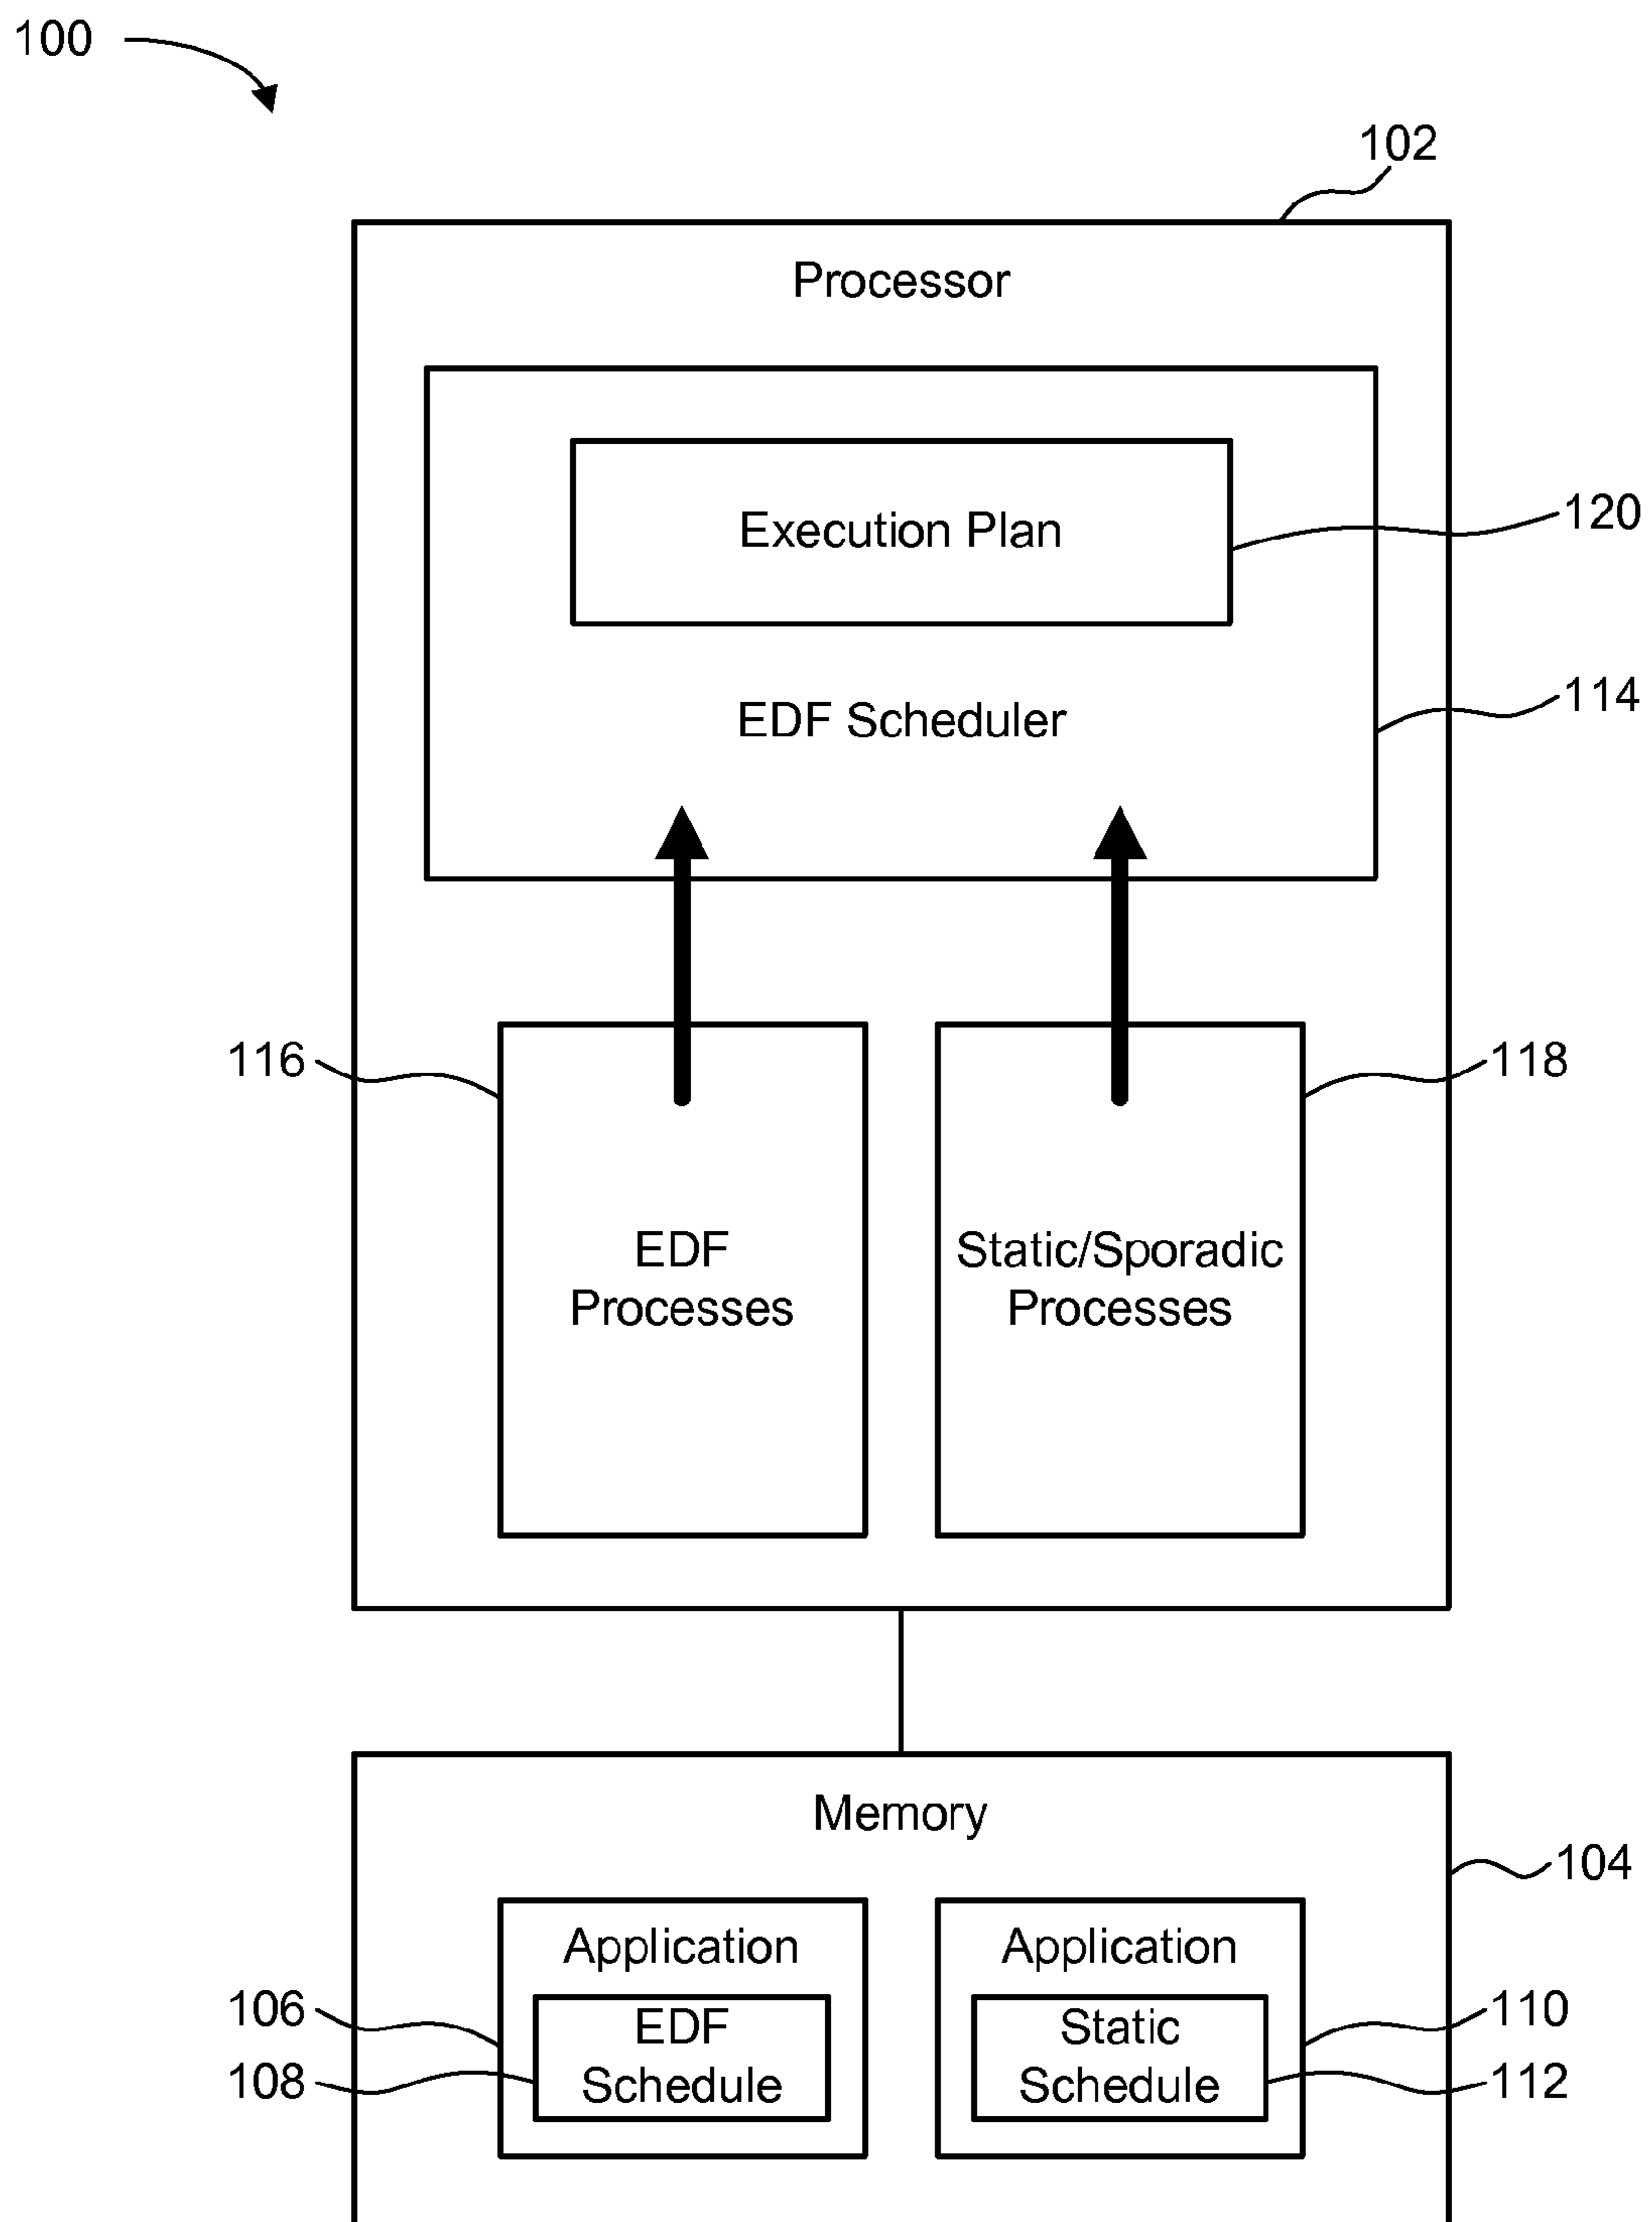 100
102
Processor
Execution Plan
120
EDF Scheduler
114
116
118
EDF
Processes
Static/Sporadic
Processes
Memory
104
Application
EDF
Schedule
Application
Static
Schedule
106
108
110
112